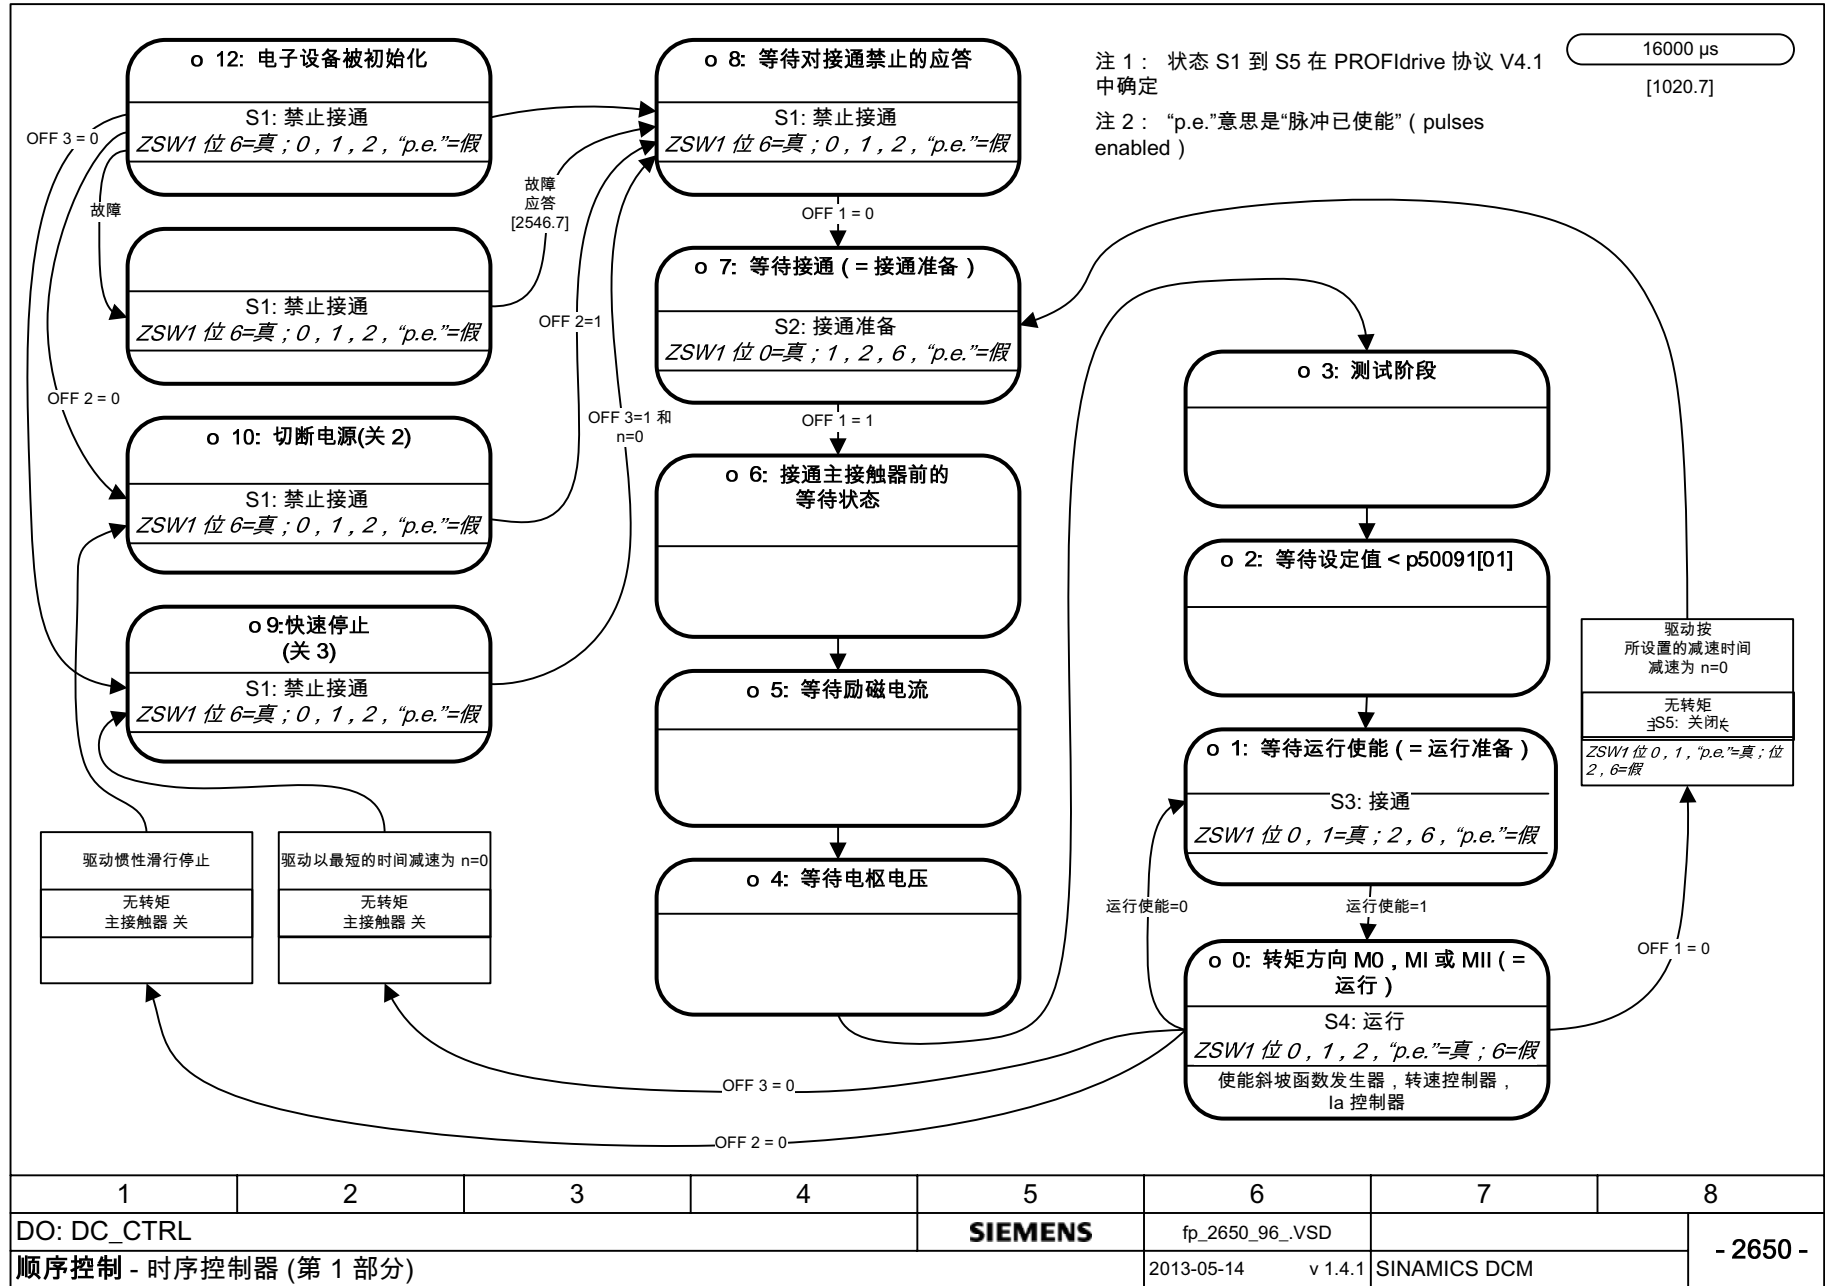 o 12: 电子设备被初始化
S1: 禁止接通
ZSW1 位 6=真 ; 0 , 1 , 2 , “p.e.”=假
OFF 3 = 0
故障
S1: 禁止接通
ZSW1 位 6=真 ; 0 , 1 , 2 , “p.e.”=假
OFF 2 = 0
o 10: 切断电源(关 2)
S1: 禁止接通
ZSW1 位 6=真 ; 0 , 1 , 2 , “p.e.”=假
o 9:快速停止
(关 3)
S1: 禁止接通
ZSW1 位 6=真 ; 0 , 1 , 2 , “p.e.”=假
驱动惯性滑行停止
无转矩
主接触器 关
驱动以最短的时间减速为 n=0
无转矩
主接触器 关
故障
应答
[2546.7]
OFF 2=1
OFF 3=1 和
n=0
o 8: 等待对接通禁止的应答
S1: 禁止接通
ZSW1 位 6=真 ; 0 , 1 , 2 , “p.e.”=假
OFF 1 = 0
o 7: 等待接通 ( = 接通准备 )
S2: 接通准备
ZSW1 位 0=真 ; 1 , 2 , 6 , “p.e.”=假
OFF 1 = 1
o 6: 接通主接触器前的
等待状态
o 5: 等待励磁电流
o 4: 等待电枢电压
OFF 3 = 0
OFF 2 = 0
注 1 : 状态 S1 到 S5 在 PROFIdrive 协议 V4.1
中确定
注 2 : “p.e.”意思是“脉冲已使能” ( pulses
enabled )
16000 µs
[1020.7]
o 3: 测试阶段
o 2: 等待设定值 < p50091[01]
o 1: 等待运行使能 ( = 运行准备 )
S3: 接通
ZSW1 位 0 , 1=真 ; 2 , 6 , “p.e.”=假
运行使能=0
运行使能=1
o 0: 转矩方向 M0 , MI 或 MII ( =
运行 )
S4: 运行
ZSW1 位 0 , 1 , 2 , “p.e.”=真 ; 6=假
使能斜坡函数发生器 , 转速控制器 ,
Ia 控制器
驱动按
所设置的减速时间
减速为 n=0
无转矩
S5: 关闭
ZSW1 位 0 , 1 , “p.e.”=真 ; 位
2 , 6=假
OFF 1 = 0
1 2 3 4 5 6 7 8
DO: DC_CTRL SIEMENS fp_2650_96_.VSD
- 2650 -
顺序控制 - 时序控制器 (第 1 部分) 2013-05-14 v 1.4.1 SINAMICS DCM